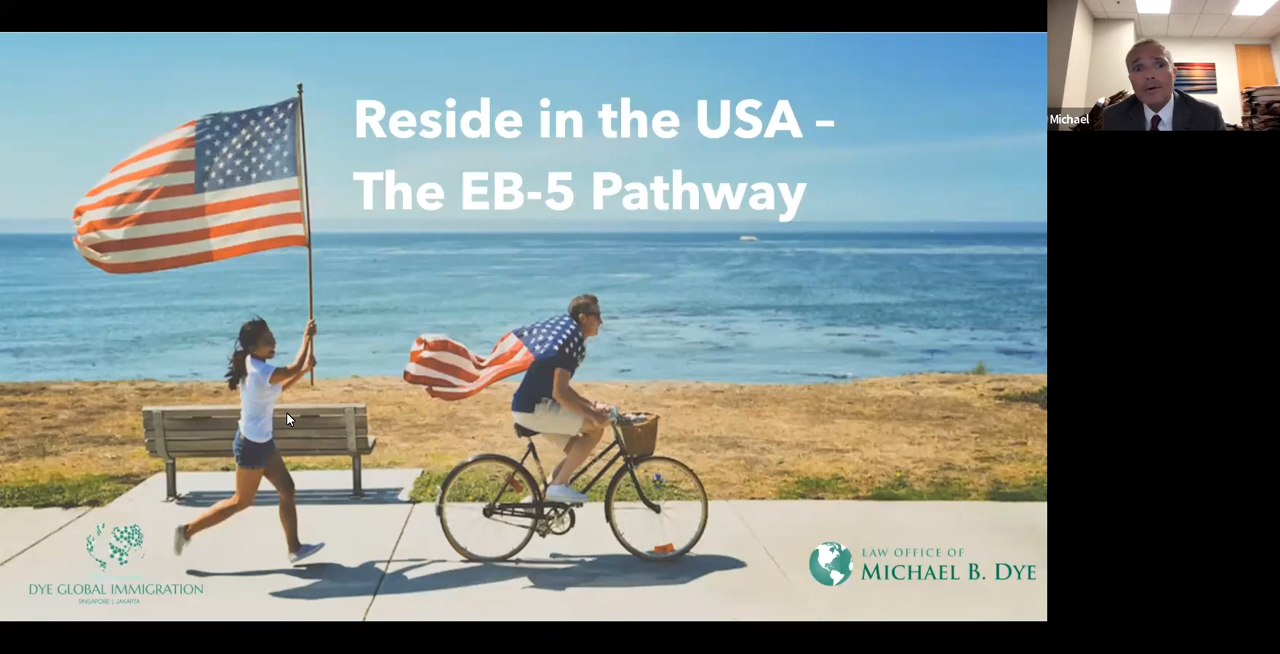 Reside in the USA –
The EB-5 Pathway
Michael
DYE GLOBAL IMMIGRATION
SINGAPORE | JAKARTA
LAW OFFICE OF
MICHAEL B. DYE